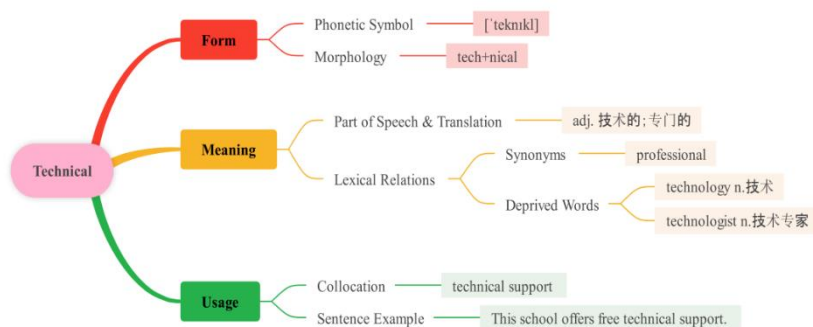 Technical
Form
Phonetic Symbol
[ˈteknɪkl]
Morphology
tech+nical
Meaning
Part of Speech & Translation
adj. 技术的; 专门的
Lexical Relations
Synonyms
professional
Deprived Words
technology n.技术
technologist n.技术专家
Usage
Collocation
technical support
Sentence Example
This school offers free technical support.